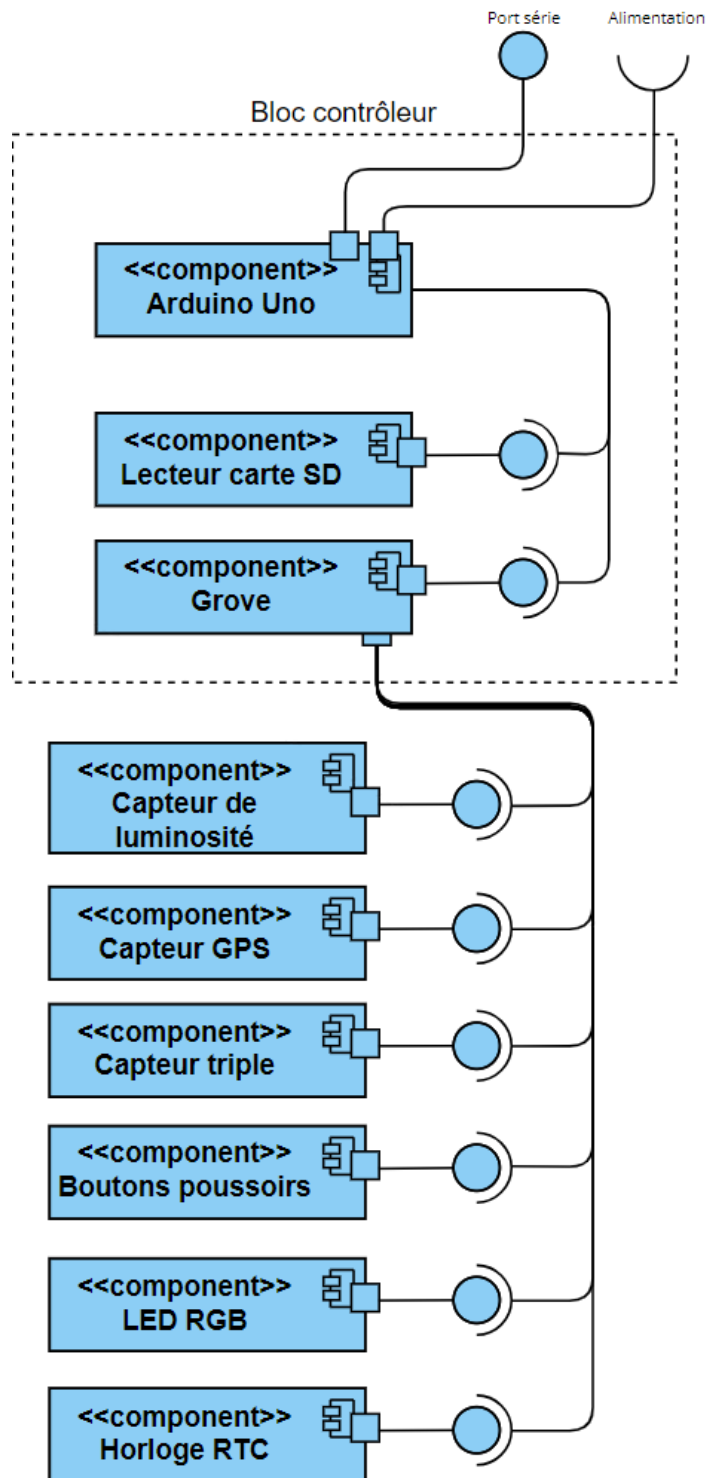 Port série
Alimentation
Bloc contrôleur
<<component>>
Arduino Uno
<<component>>
Lecteur carte SD
<<component>>
Grove
<<component>>
Capteur de
luminosité
<<component>>
Capteur GPS
<<component>>
Capteur triple
<<component>>
Boutons poussoirs
<<component>>
LED RGB
<<component>>
Horloge RTC